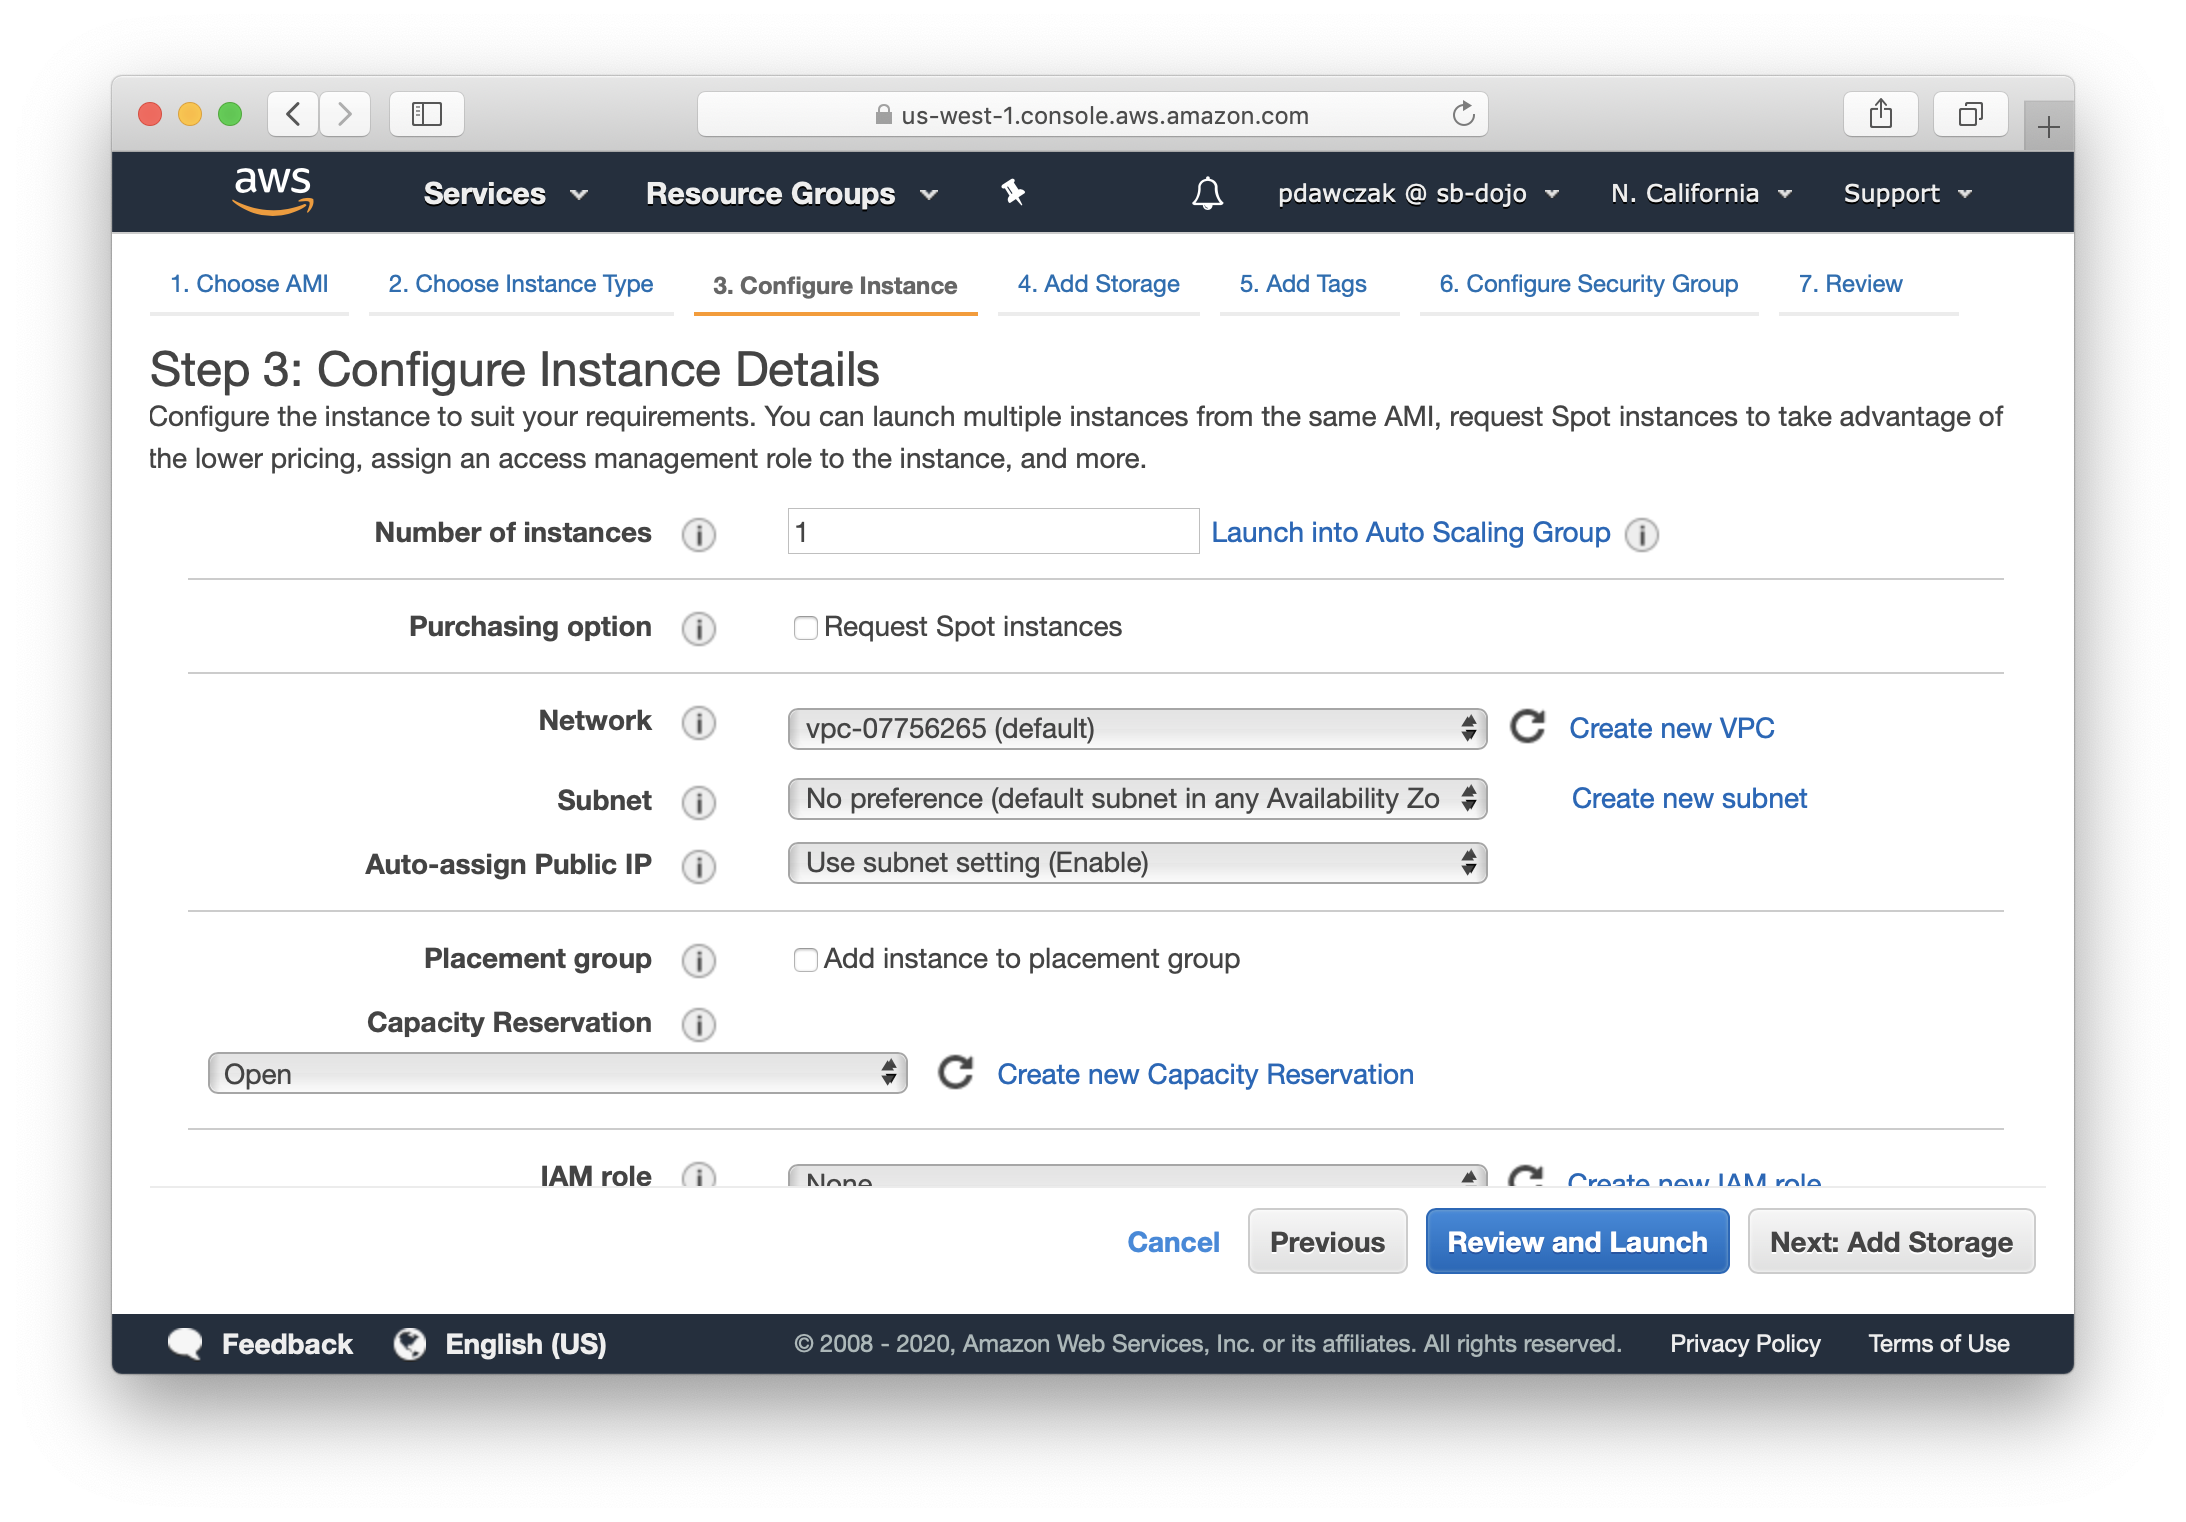 us-west-1.console.aws.amazon.com
aws Services Resource Groups pdawczak @ sb-dojo N. California Support
1. Choose AMI 2. Choose Instance Type 3. Configure Instance 4. Add Storage 5. Add Tags 6. Configure Security Group 7. Review
Step 3: Configure Instance Details
Configure the instance to suit your requirements. You can launch multiple instances from the same AMI, request Spot instances to take advantage of
the lower pricing, assign an access management role to the instance, and more.
Number of instances 1 Launch into Auto Scaling Group
Purchasing option Request Spot instances
Network vpc-07756265 (default) Create new VPC
Subnet No preference (default subnet in any Availability Zo Create new subnet
Auto-assign Public IP Use subnet setting (Enable)
Placement group Add instance to placement group
Capacity Reservation
Open Create new Capacity Reservation
IAM role None Create new IAM role
Cancel Previous Review and Launch Next: Add Storage
Feedback English (US) © 2008 - 2020, Amazon Web Services, Inc. or its affiliates. All rights reserved. Privacy Policy Terms of Use